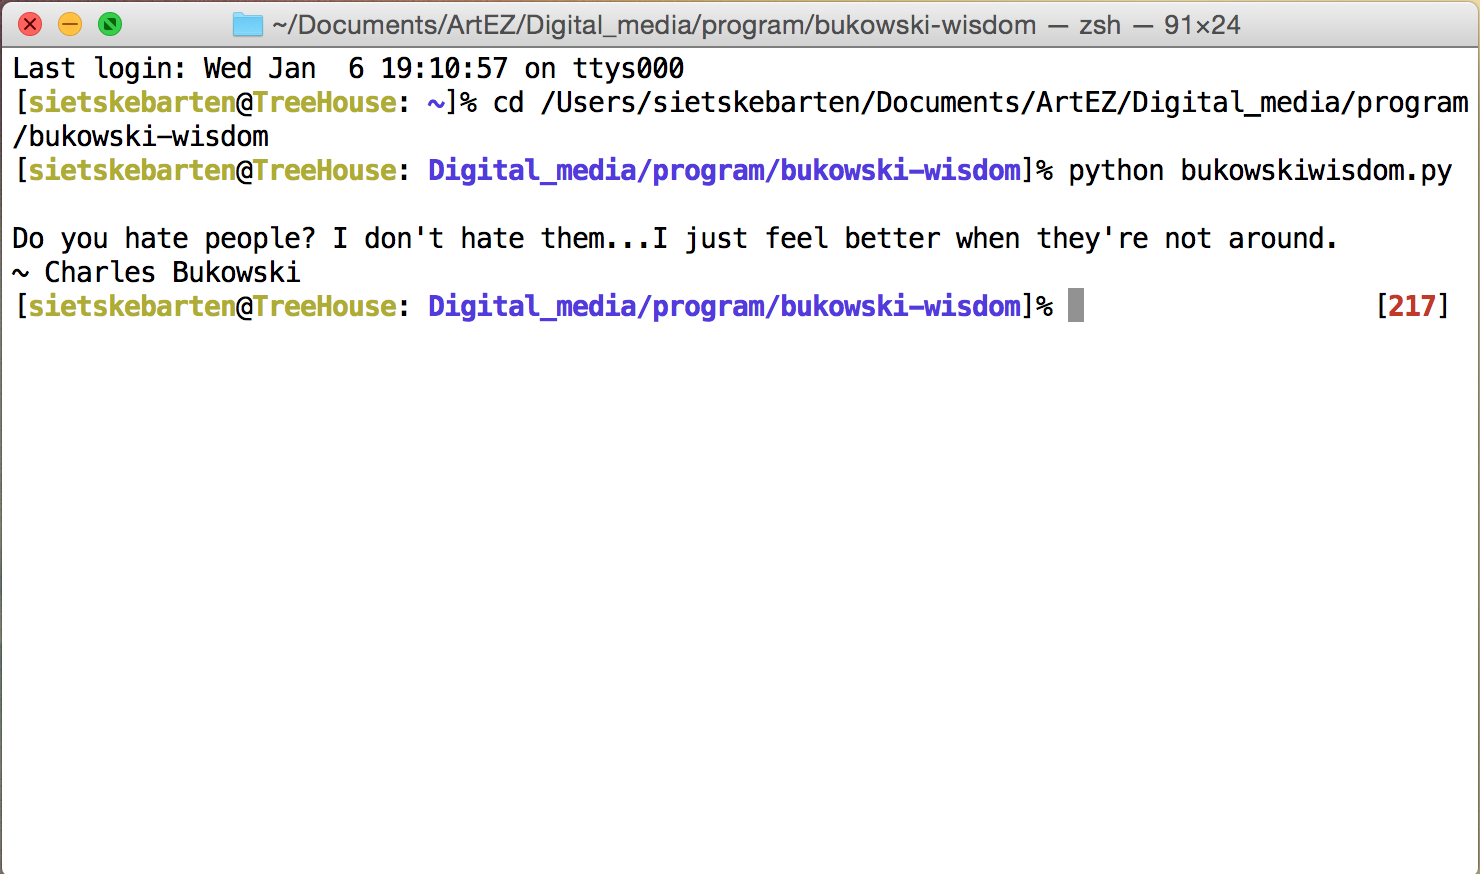 ~/Documents/ArtEZ/Digital_media/program/bukowski-wisdom — zsh — 91×24
Last login: Wed Jan  6 19:10:57 on ttys000
[sietskebarten@TreeHouse: ~]% cd /Users/sietskebarten/Documents/ArtEZ/Digital_media/program
/bukowski-wisdom
[sietskebarten@TreeHouse: Digital_media/program/bukowski-wisdom]% python bukowskiwisdom.py
Do you hate people? I don't hate them...I just feel better when they're not around.
~ Charles Bukowski
[sietskebarten@TreeHouse: Digital_media/program/bukowski-wisdom]% [217]